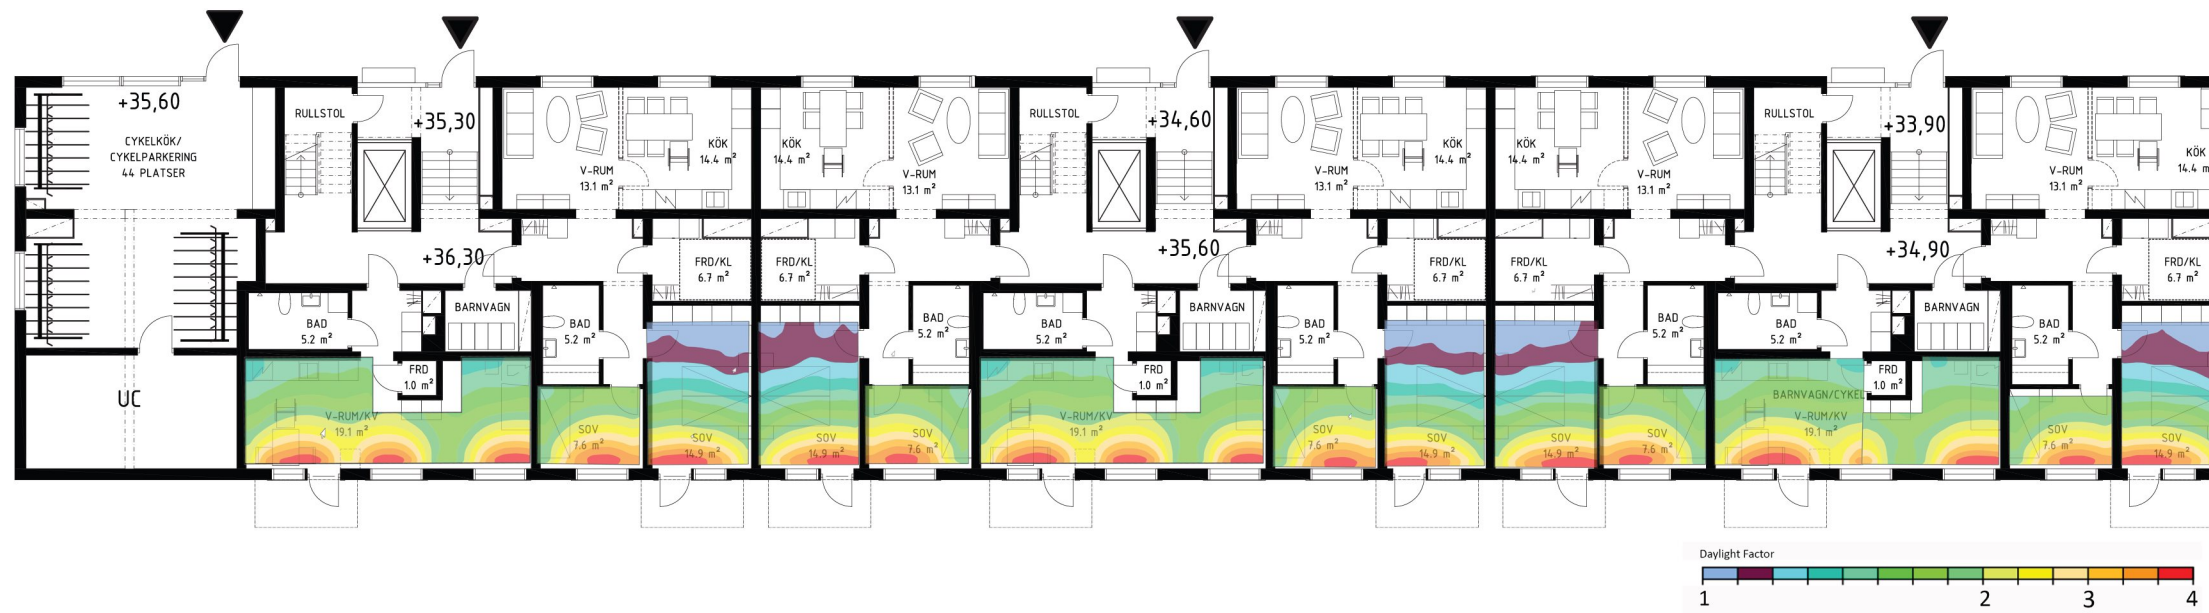 +35,60
CYKELKÖK/
CYKELPARKERING
44 PLATSER
RULLSTOL
+35,30
V-RUM
13.1 m²
KÖK
14.4 m²
KÖK
14.4 m²
V-RUM
13.1 m²
RULLSTOL
+34,60
V-RUM
13.1 m²
KÖK
14.4 m²
KÖK
14.4 m²
V-RUM
13.1 m²
RULLSTOL
+33,90
V-RUM
13.1 m²
KÖK
14.4 m
+36,30
FRD/KL
6.7 m²
FRD/KL
6.7 m²
+35,60
FRD/KL
6.7 m²
FRD/KL
6.7 m²
+34,90
FRD/KL
6.7 m²
BAD
5.2 m²
BARNVAGN
BAD
5.2 m²
BAD
5.2 m²
BAD
5.2 m²
BARNVAGN
BAD
5.2 m²
BAD
5.2 m²
BAD
5.2 m²
BARNVAGN
BAD
5.2 m²
UC
FRD
1.0 m²
V-RUM/KV
19.1 m²
SOV
7.6 m²
SOV
14.9 m²
SOV
14.9 m²
SOV
7.6 m²
FRD
1.0 m²
V-RUM/KV
19.1 m²
SOV
7.6 m²
SOV
14.9 m²
SOV
14.9 m²
SOV
7.6 m²
FRD
1.0 m²
BARNVAGN/CYKEL
V-RUM/KV
19.1 m²
SOV
7.6 m²
SOV
14.9 m²
Daylight Factor
1 2 3 4